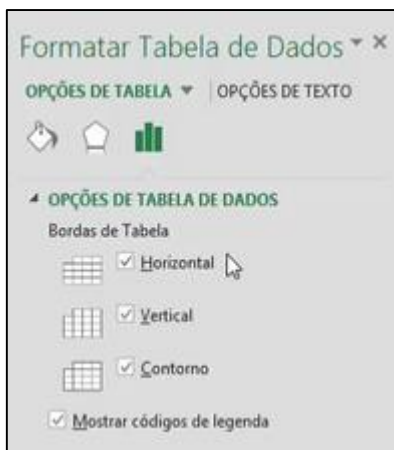 Formatar Tabela de Dados
OPÇÕES DE TABELA OPÇÕES DE TEXTO
OPÇÕES DE TABELA DE DADOS
Bordas de Tabela
Horizontal
Vertical
Contorno
Mostrar códigos de legenda